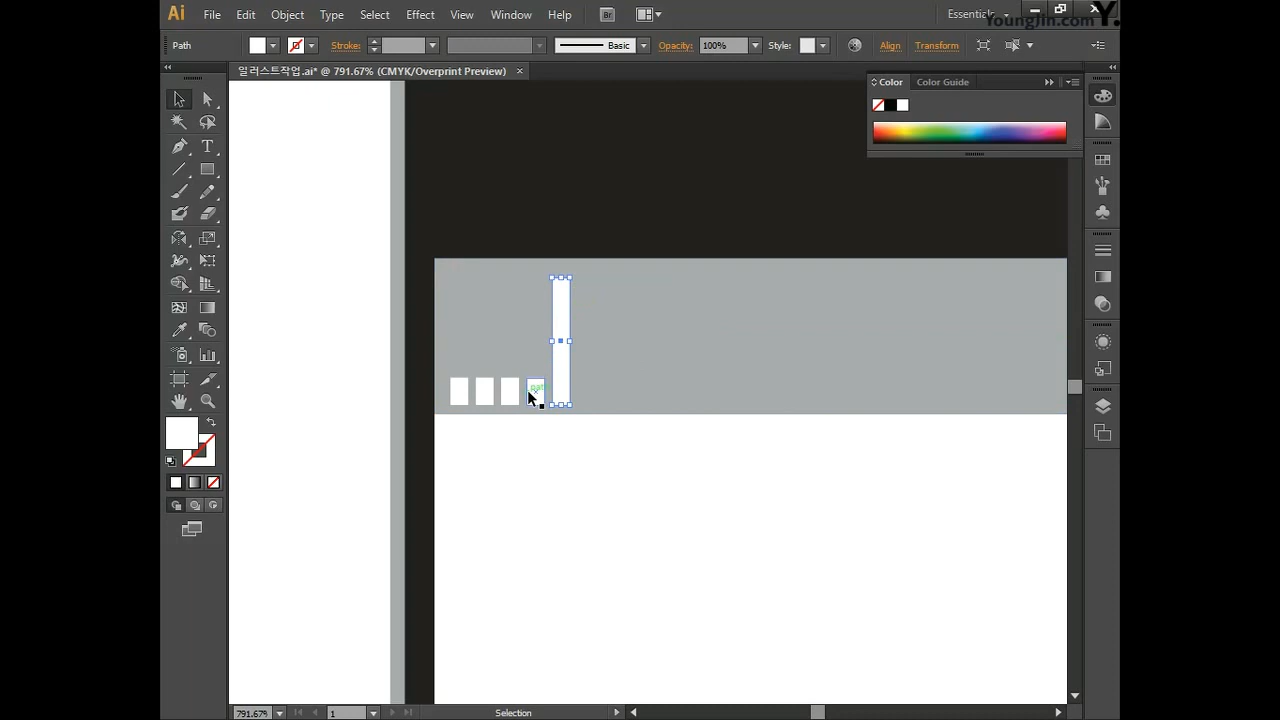 Ai File Edit Object Type Select Effect View Window Help Br Essentials
YoungJin.com Y.
Path Stroke: Basic Opacity: 100% Style: Align Transform
일러스트작업.ai* @ 791.67% (CMYK/Overprint Preview) ×
Color Color Guide
T
path
791.67% 1 Selection